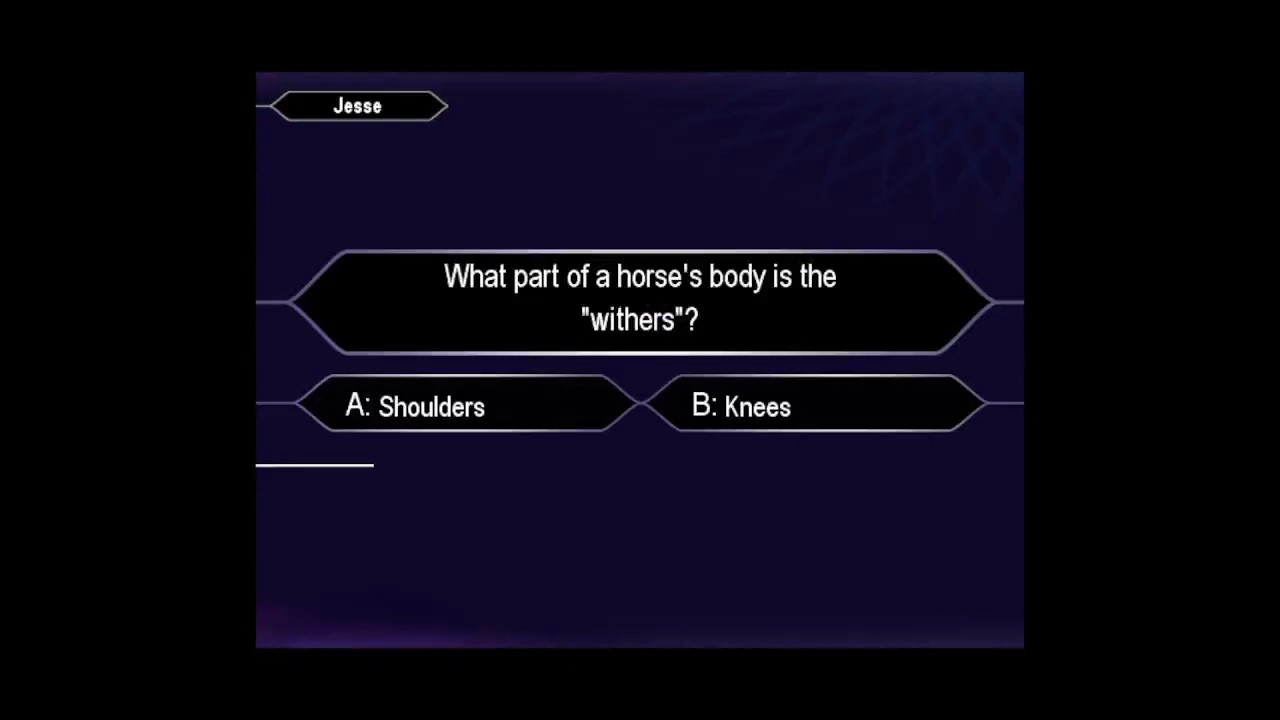 Jesse
What part of a horse's body is the
"withers"?
A: Shoulders
B: Knees